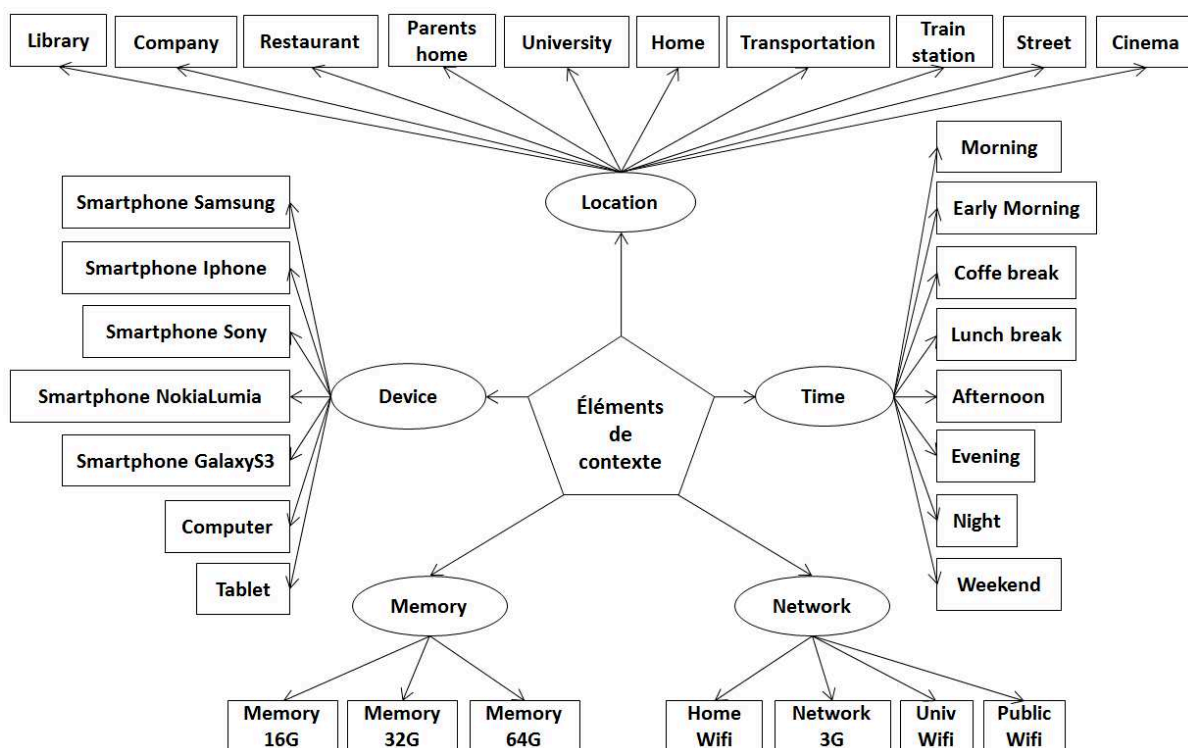 Library
Company
Restaurant
Parents
home
University
Home
Transportation
Train
station
Street
Cinema
Location
Smartphone Samsung
Smartphone Iphone
Smartphone Sony
Smartphone NokiaLumia
Smartphone GalaxyS3
Computer
Tablet
Device
Éléments
de
contexte
Time
Morning
Early Morning
Coffe break
Lunch break
Afternoon
Evening
Night
Weekend
Memory
Network
Memory
16G
Memory
32G
Memory
64G
Home
Wifi
Network
3G
Univ
Wifi
Public
Wifi